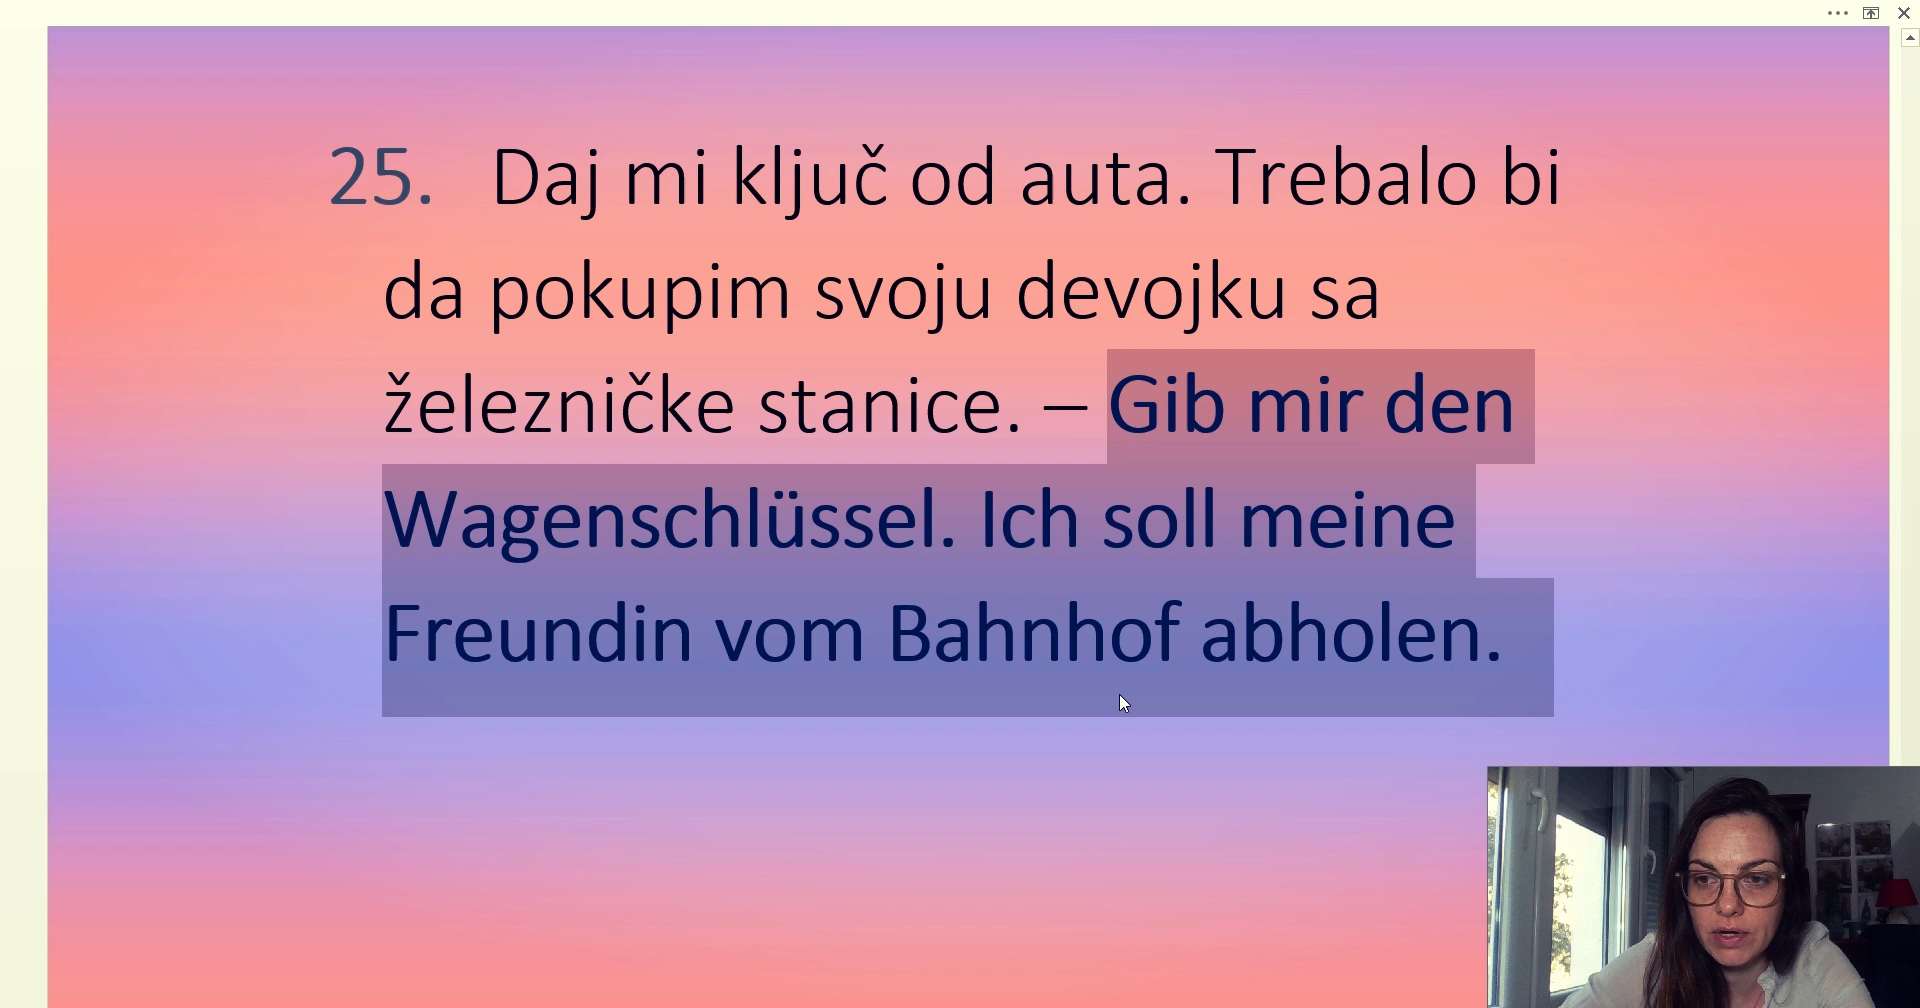 25. Daj mi ključ od auta. Trebalo bi
da pokupim svoju devojku sa
železničke stanice. – Gib mir den
Wagenschlüssel. Ich soll meine
Freundin vom Bahnhof abholen.